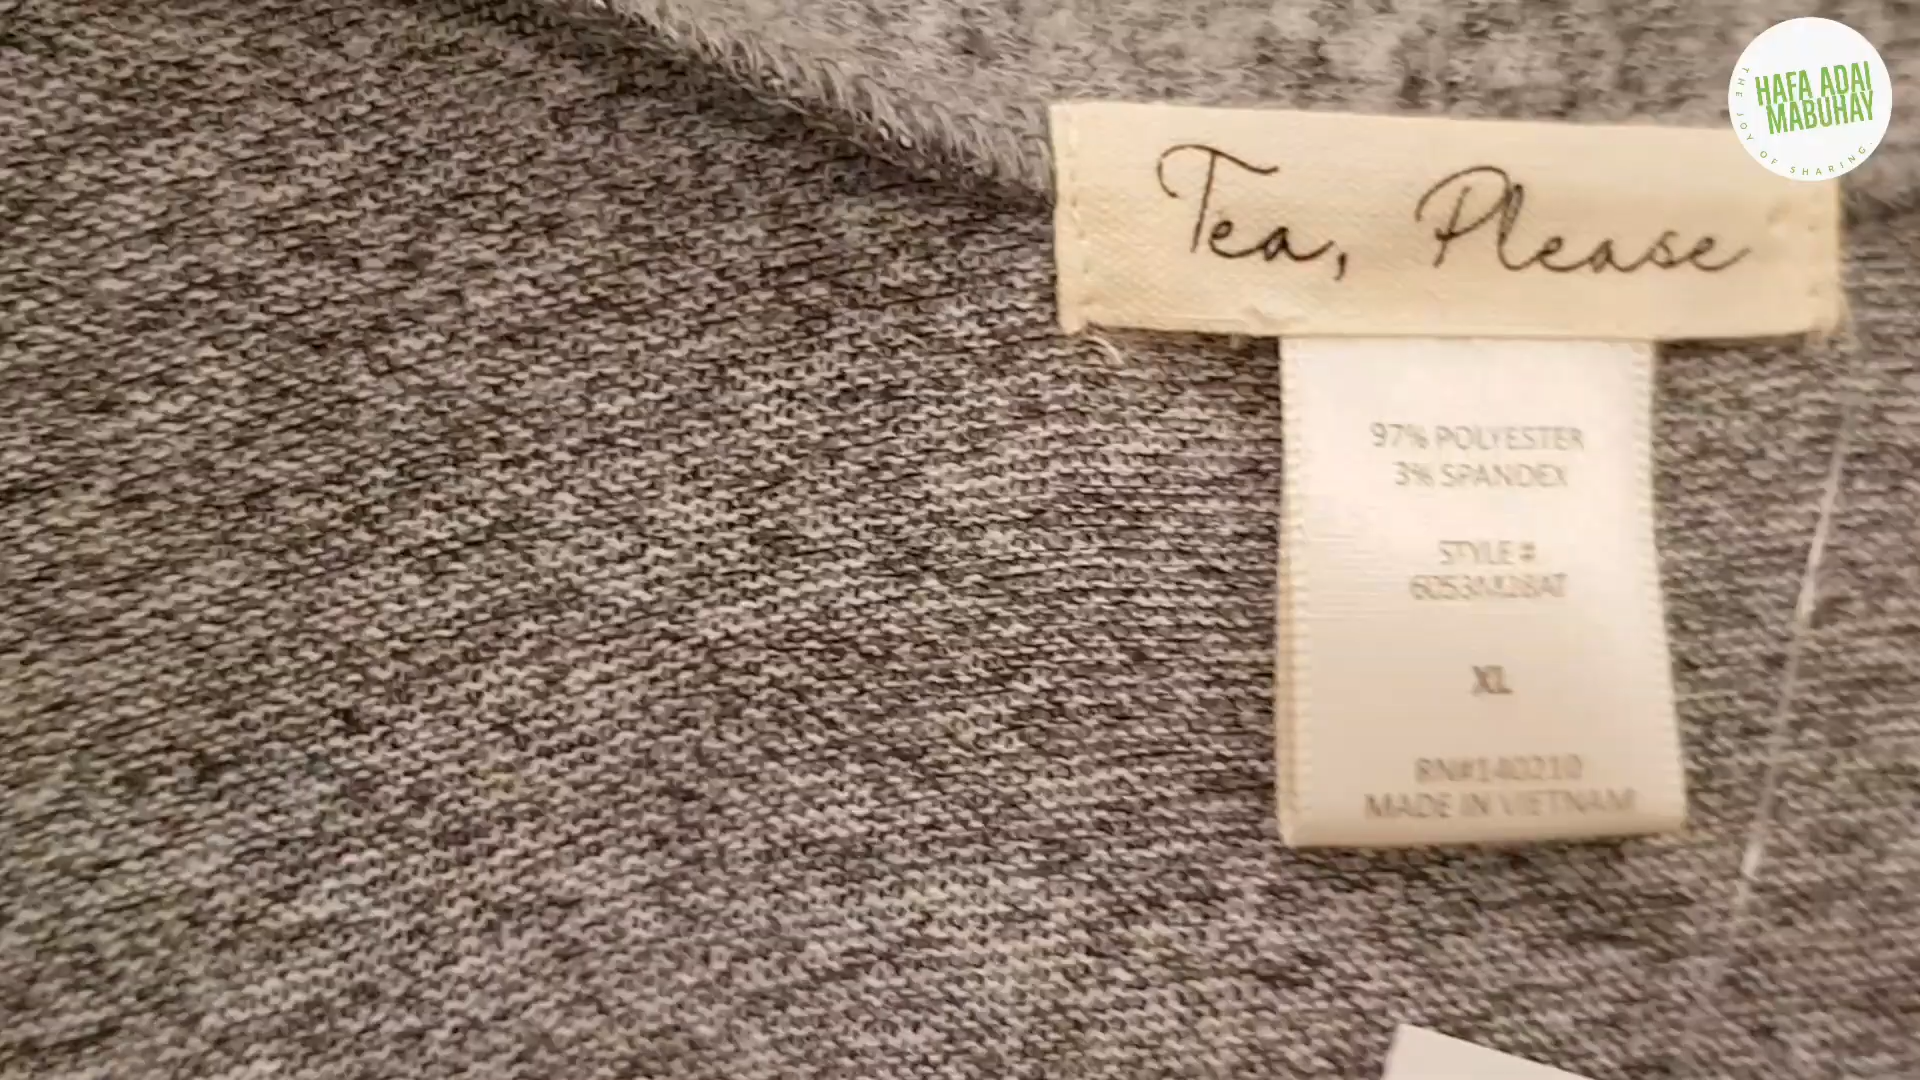 HAFA ADAI
MABUHAY
THE JOY OF SHARING.
Tea, Please
97% POLYESTER
3% SPANDEX
STYLE #
XL
RN#140210
MADE IN VIETNAM